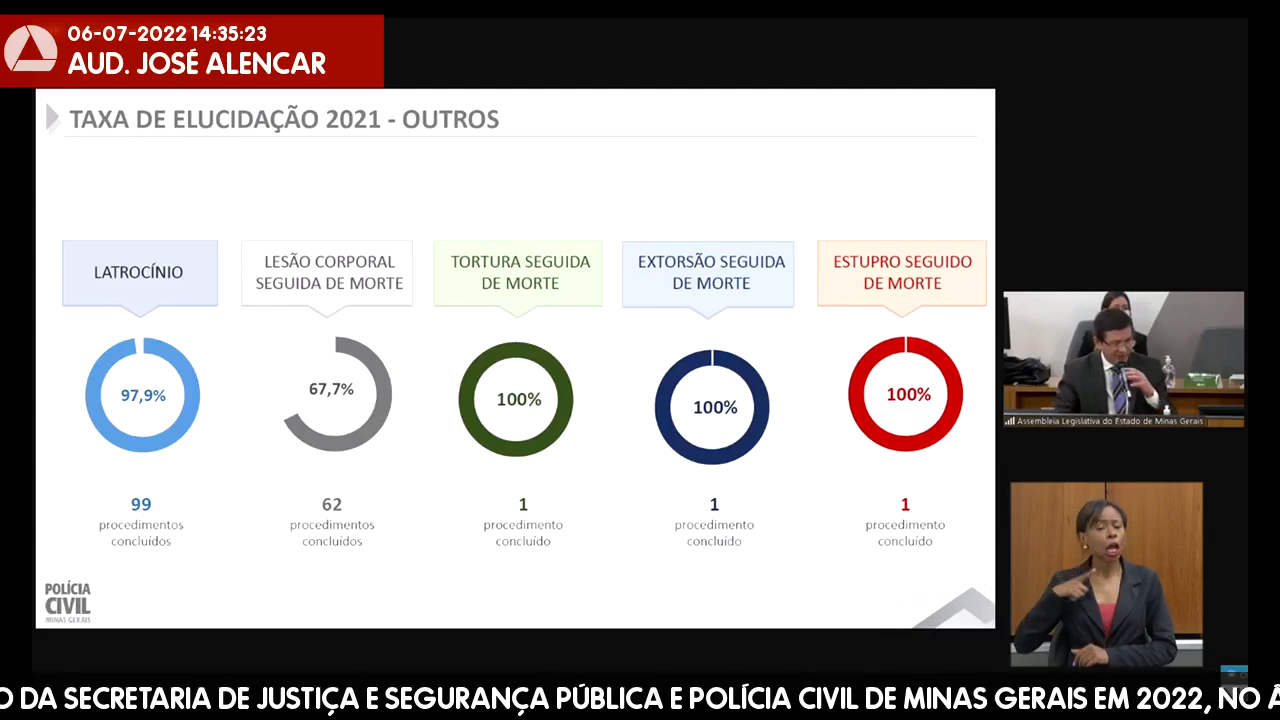 06-07-2022 14:35:23
AUD. JOSÉ ALENCAR
TAXA DE ELUCIDAÇÃO 2021 - OUTROS
LATROCÍNIO
LESÃO CORPORAL
SEGUIDA DE MORTE
TORTURA SEGUIDA
DE MORTE
EXTORSÃO SEGUIDA
DE MORTE
ESTUPRO SEGUIDO
DE MORTE
97,9%
67,7%
100%
100%
100%
99
procedimentos
concluídos
62
procedimentos
concluídos
1
procedimento
concluído
1
procedimento
concluído
1
procedimento
concluído
POLÍCIA
CIVIL
MINAS GERAIS
Assembleia Legislativa do Estado de Minas Gerais
O DA SECRETARIA DE JUSTIÇA E SEGURANÇA PÚBLICA E POLÍCIA CIVIL DE MINAS GERAIS EM 2022, NO Â